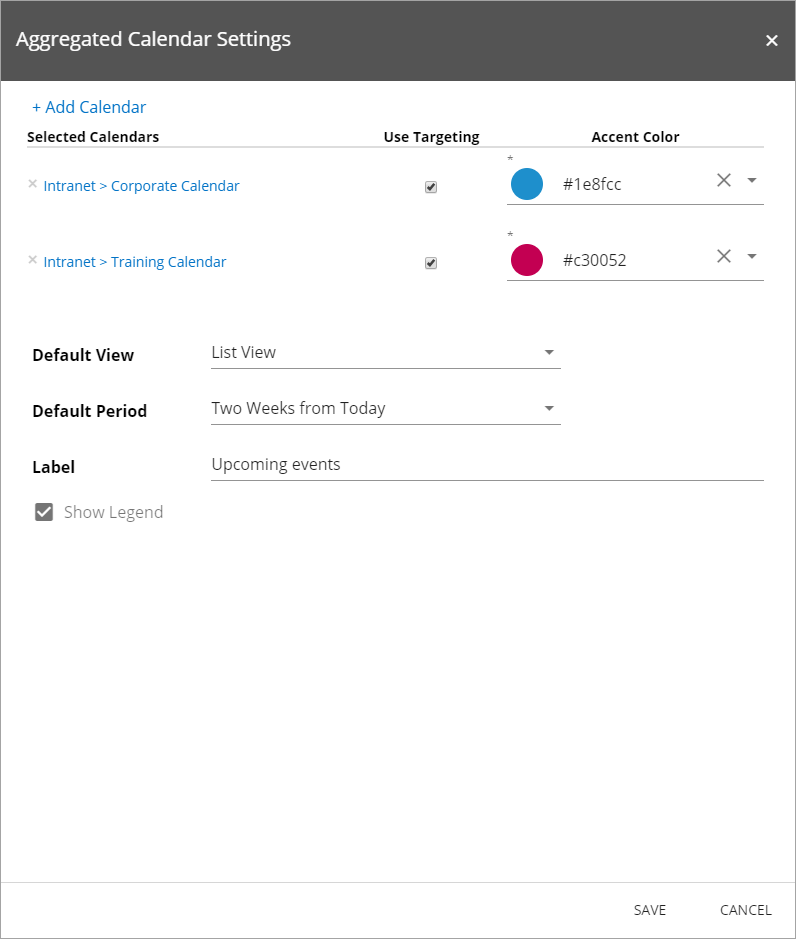 Aggregated Calendar Settings ×
+ Add Calendar
Selected Calendars Use Targeting Accent Color
*
× Intranet > Corporate Calendar #1e8fcc
*
× Intranet > Training Calendar #c30052
Default View List View
Default Period Two Weeks from Today
Label Upcoming events
Show Legend
SAVE CANCEL